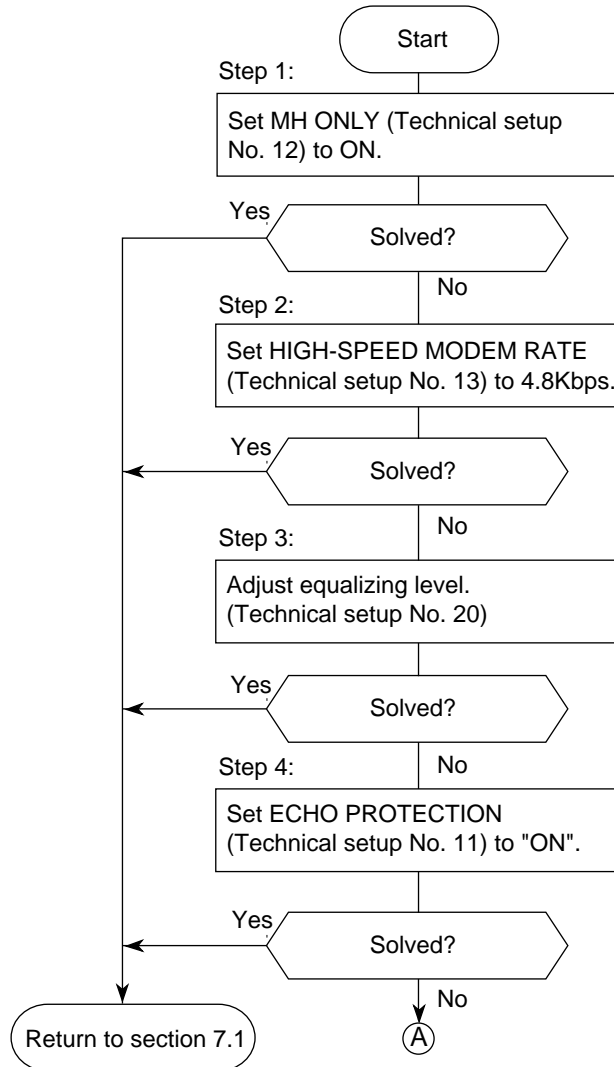 Start
Step 1:
Set MH ONLY (Technical setup
No. 12) to ON.
Yes
Solved?
No
Step 2:
Set HIGH-SPEED MODEM RATE
(Technical setup No. 13) to 4.8Kbps.
Yes
Solved?
No
Step 3:
Adjust equalizing level.
(Technical setup No. 20)
Yes
Solved?
No
Step 4:
Set ECHO PROTECTION
(Technical setup No. 11) to "ON".
Yes
Solved?
No
Return to section 7.1
A